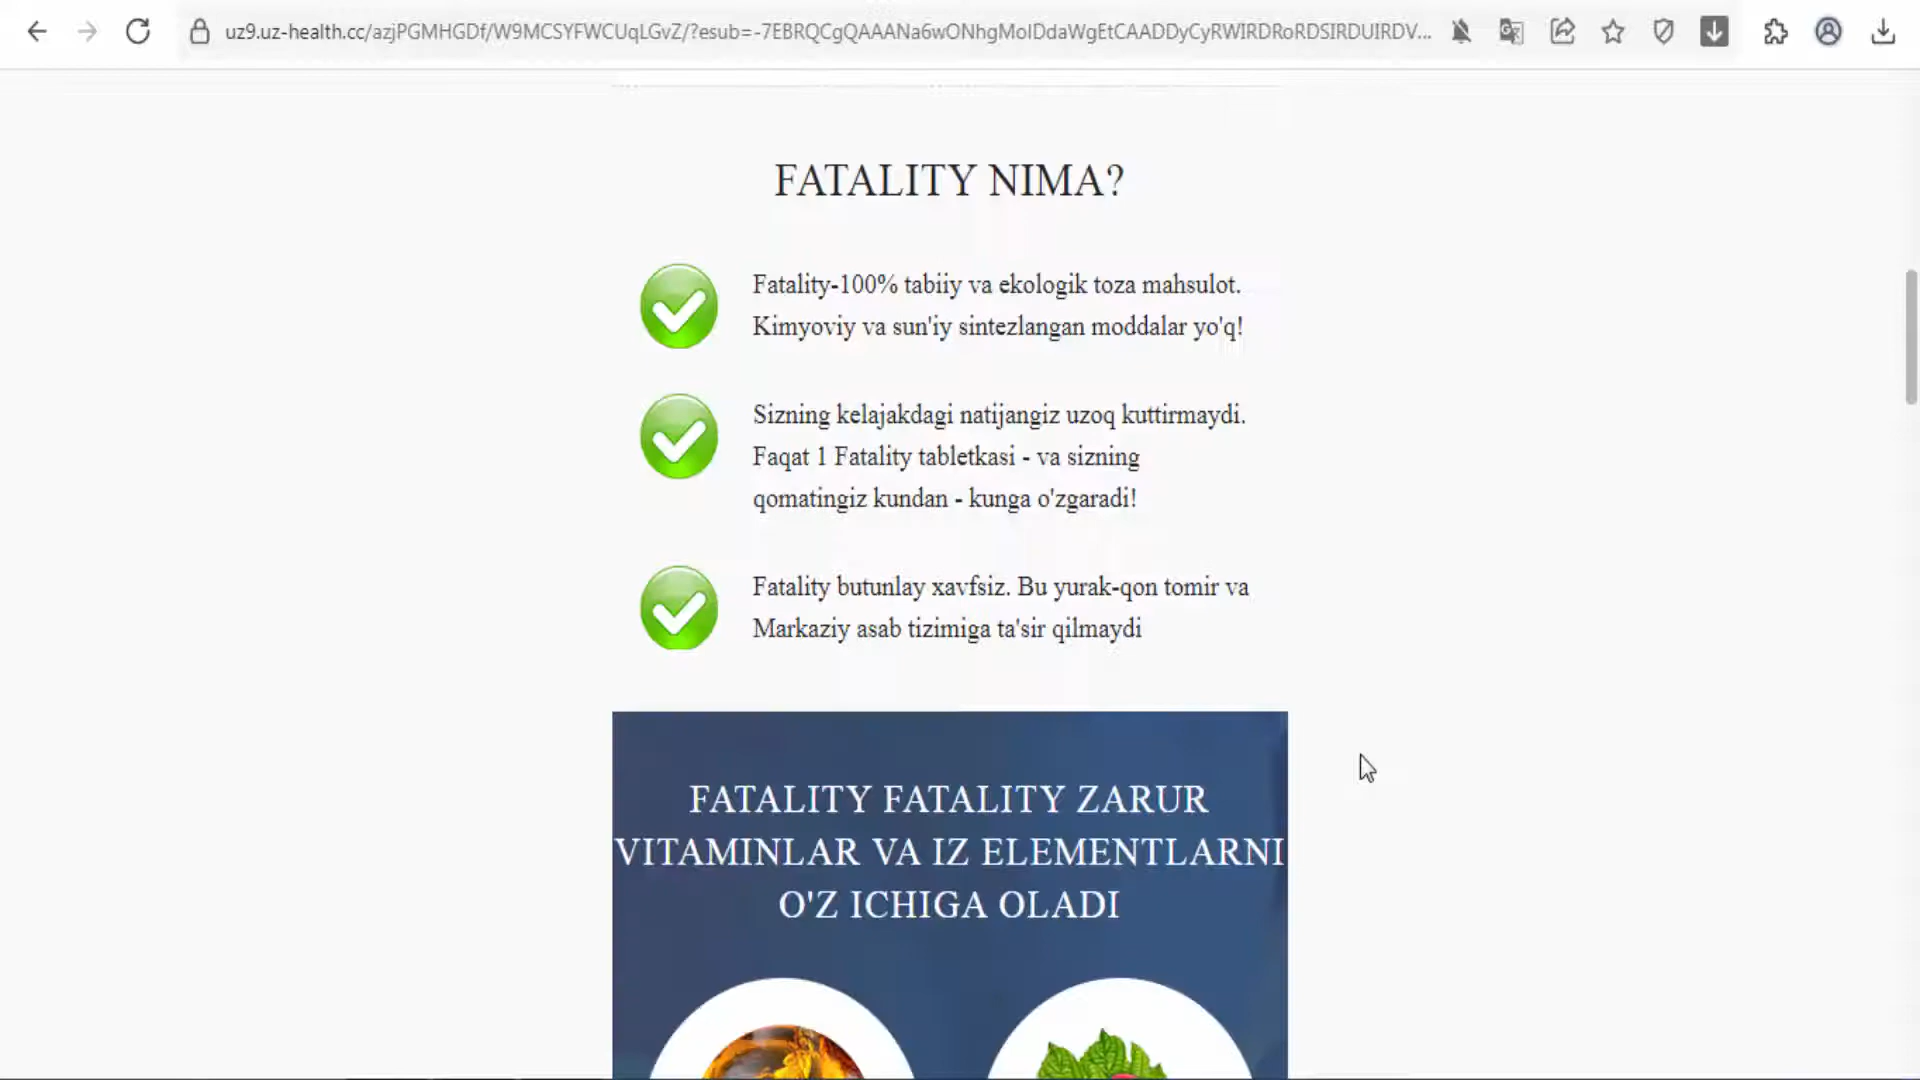 uz9.uz-health.cc/azjPGMHGDf/W9MCSYFWCUqLGvZ/?esub=-7EBRQCgQAAANa6wONhgMoIDdaWgEtCAADDyCyRWIRDRoRDSIRDUIRDV...
FATALITY NIMA?
Fatality-100% tabiiy va ekologik toza mahsulot.
Kimyoviy va sun'iy sintezlangan moddalar yo'q!
Sizning kelajakdagi natijangiz uzoq kuttirmaydi.
Faqat 1 Fatality tabletkasi - va sizning
qomatingiz kundan - kunga o'zgaradi!
Fatality butunlay xavfsiz. Bu yurak-qon tomir va
Markaziy asab tizimiga ta'sir qilmaydi
FATALITY FATALITY ZARUR
VITAMINLAR VA IZ ELEMENTLARNI
O'Z ICHIGA OLADI